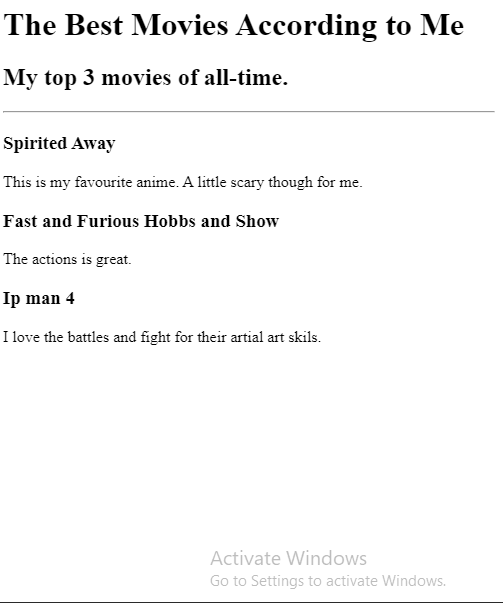 The Best Movies According to Me
My top 3 movies of all-time.
Spirited Away
This is my favourite anime. A little scary though for me.
Fast and Furious Hobbs and Show
The actions is great.
Ip man 4
I love the battles and fight for their artial art skils.
Activate Windows
Go to Settings to activate Windows.